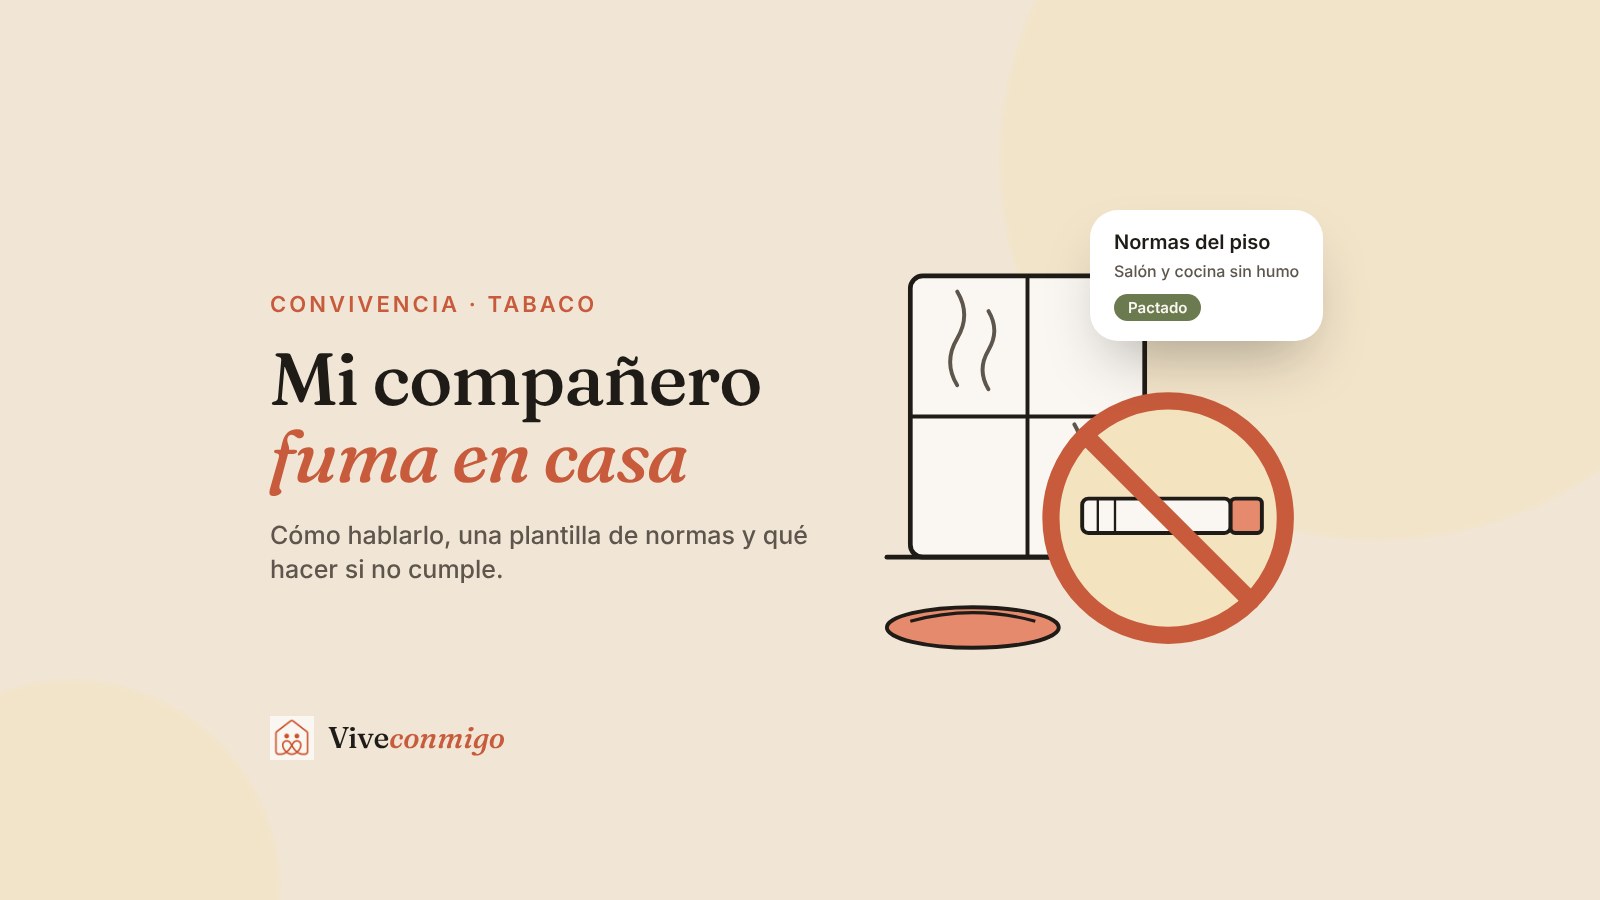 CONVIVENCIA · TABACO
Mi compañero
fuma en casa
Cómo hablarlo, una plantilla de normas y qué
hacer si no cumple.
Normas del piso
Salón y cocina sin humo
Pactado
Viveconmigo